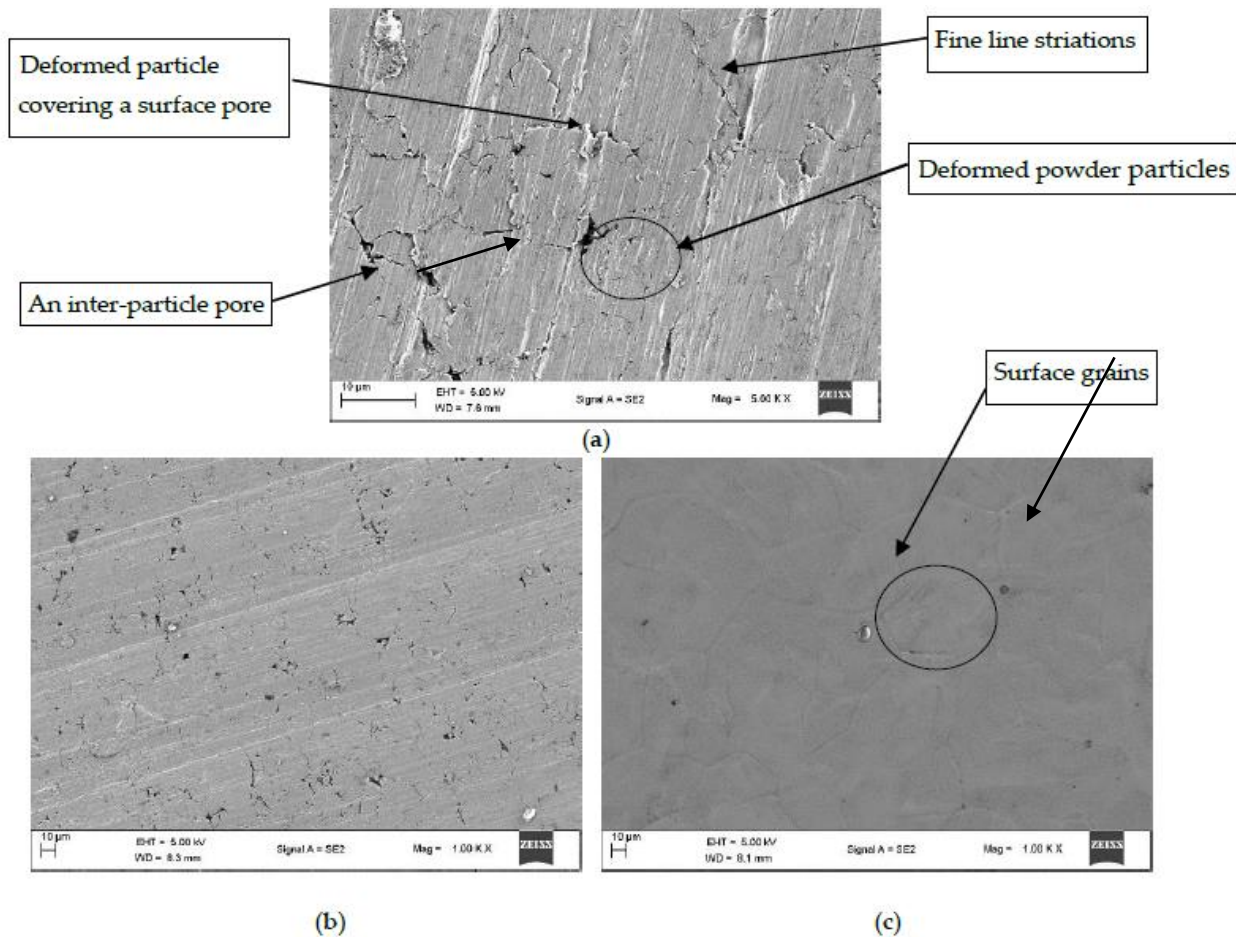 Fine line striations
Deformed particle
covering a surface pore
Deformed powder particles
An inter-particle pore
10 µm
EHT = 5.00 kV
WD = 7.6 mm
Signal A = SE2
Mag = 5.00 K X
ZEISS
(a)
Surface grains
10 µm
EHT = 5.00 kV
WD = 8.3 mm
Signal A = SE2
Mag = 1.00 K X
ZEISS
10 µm
EHT = 5.00 kV
WD = 8.1 mm
Signal A = SE2
Mag = 1.00 K X
ZEISS
(b)
(c)